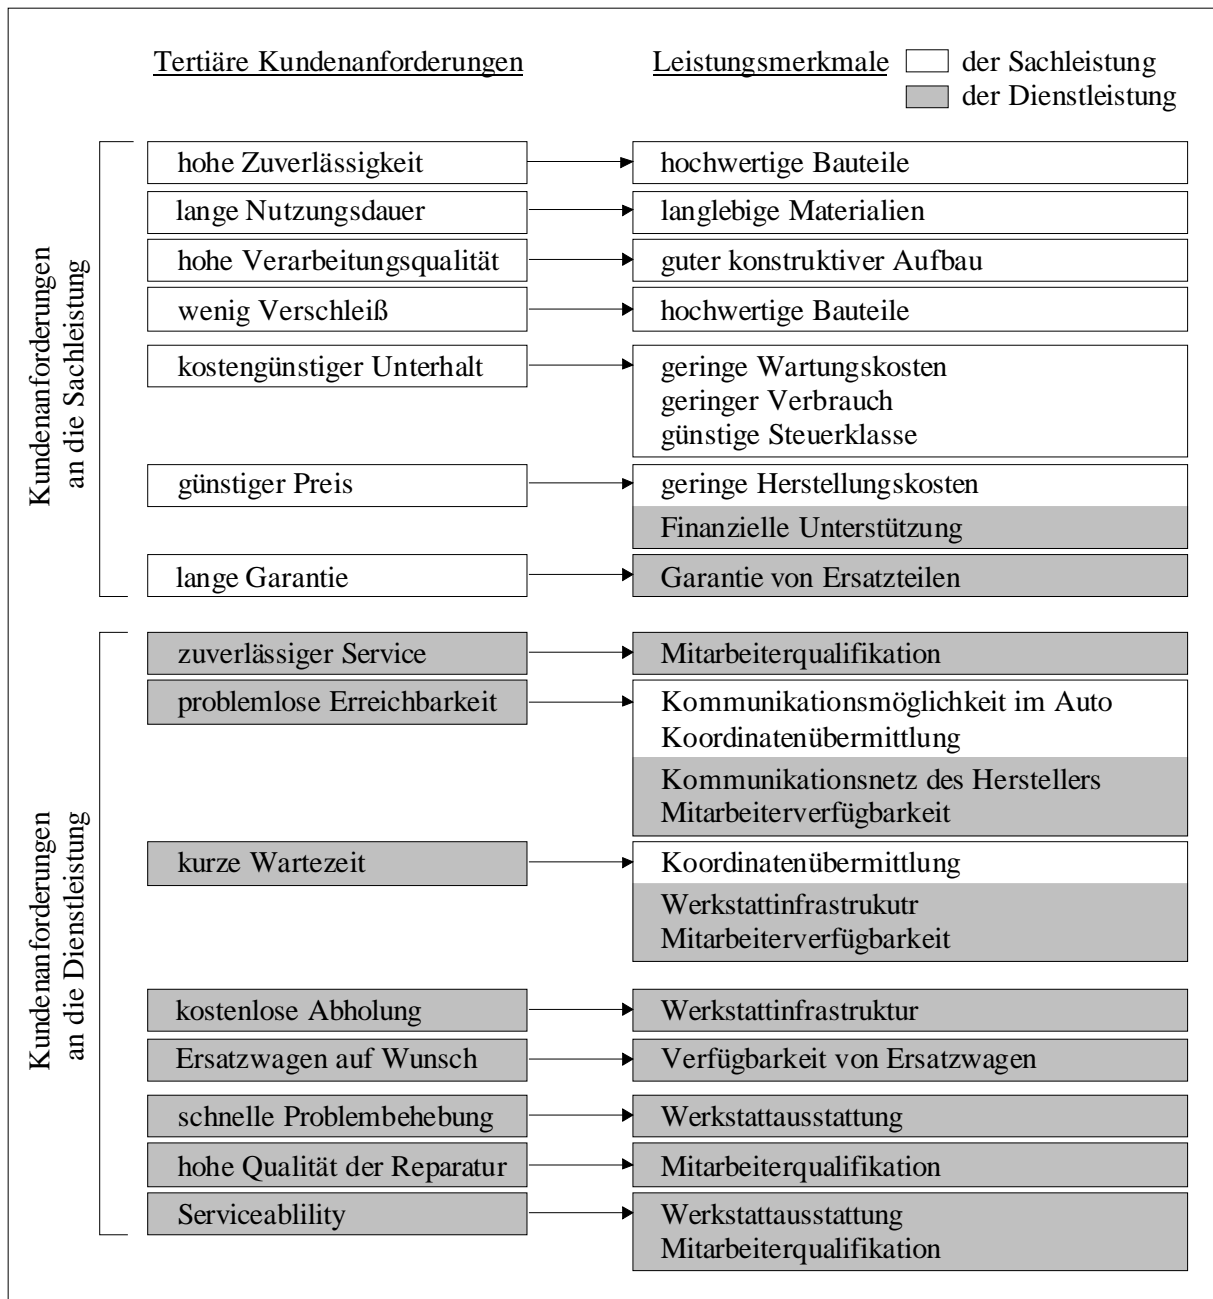 Tertiäre Kundenanforderungen
Leistungsmerkmale
der Sachleistung
der Dienstleistung
Kundenanforderungen
an die Sachleistung
hohe Zuverlässigkeit
hochwertige Bauteile
lange Nutzungsdauer
langlebige Materialien
hohe Verarbeitungsqualität
guter konstruktiver Aufbau
wenig Verschleiß
hochwertige Bauteile
kostengünstiger Unterhalt
geringe Wartungskosten
geringer Verbrauch
günstige Steuerklasse
günstiger Preis
geringe Herstellungskosten
Finanzielle Unterstützung
lange Garantie
Garantie von Ersatzteilen
Kundenanforderungen
an die Dienstleistung
zuverlässiger Service
Mitarbeiterqualifikation
problemlose Erreichbarkeit
Kommunikationsmöglichkeit im Auto
Koordinatenübermittlung
Kommunikationsnetz des Herstellers
Mitarbeiterverfügbarkeit
kurze Wartezeit
Koordinatenübermittlung
Werkstattinfrastrukutr
Mitarbeiterverfügbarkeit
kostenlose Abholung
Werkstattinfrastruktur
Ersatzwagen auf Wunsch
Verfügbarkeit von Ersatzwagen
schnelle Problembehebung
Werkstattausstattung
hohe Qualität der Reparatur
Mitarbeiterqualifikation
Serviceablility
Werkstattausstattung
Mitarbeiterqualifikation